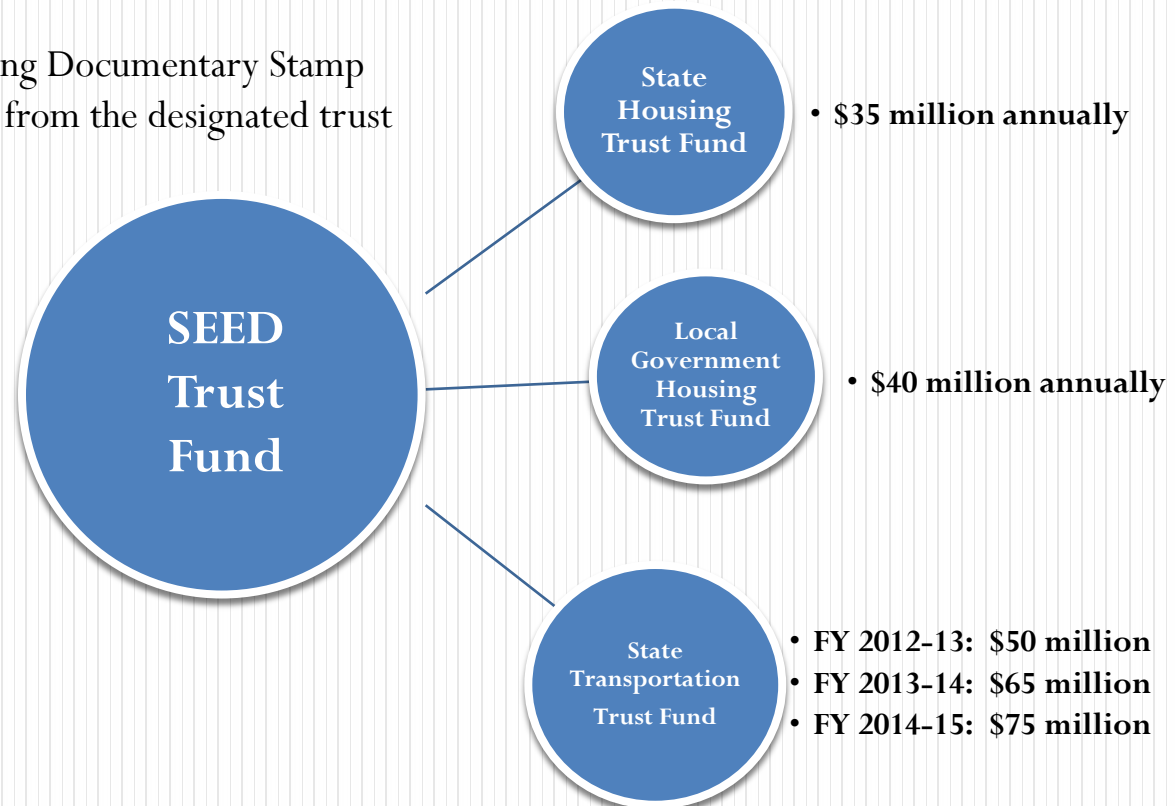 ng Documentary Stamp
from the designated trust
State
Housing
Trust Fund
• $35 million annually
SEED
Trust
Fund
Local
Government
Housing
Trust Fund
• $40 million annually
State
Transportation
Trust Fund
• FY 2012-13: $50 million
• FY 2013-14: $65 million
• FY 2014-15: $75 million